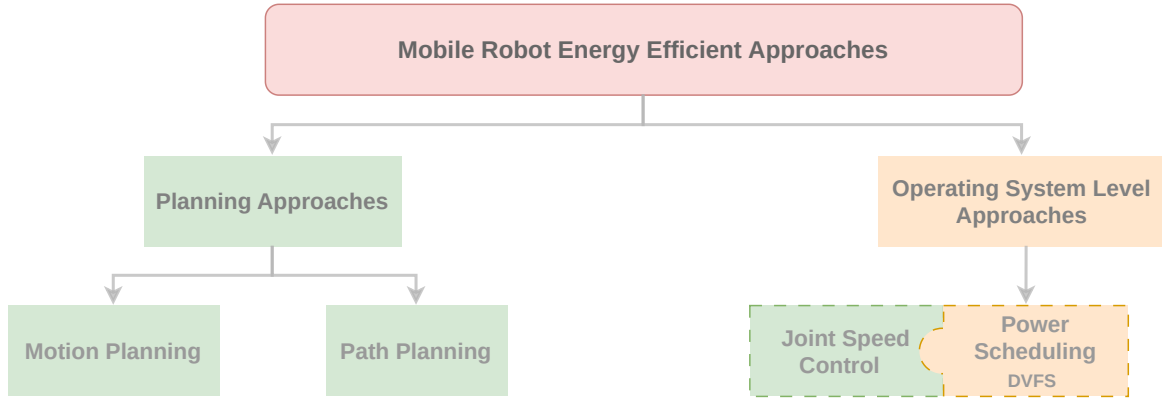 Mobile Robot Energy Efficient Approaches
Planning Approaches
Operating System Level
Approaches
Motion Planning
Path Planning
Joint Speed
Control
Power
Scheduling
DVFS